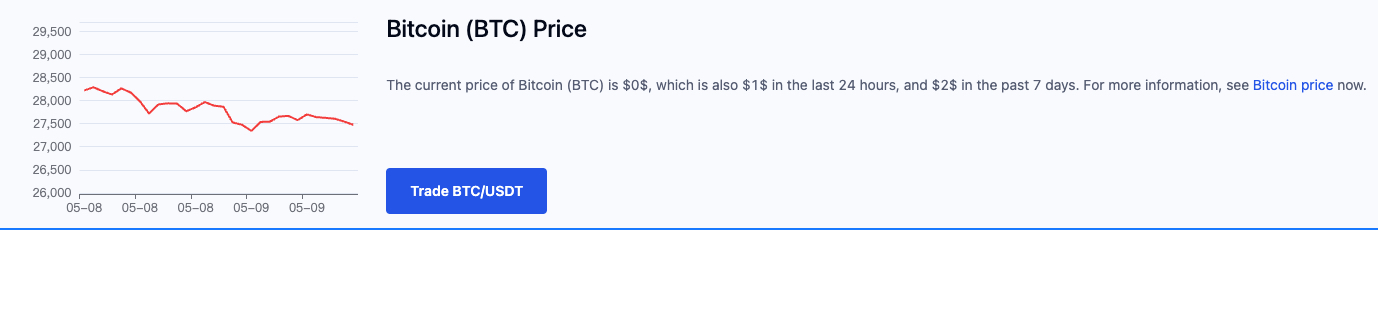 29,500
29,000
28,500
28,000
27,500
27,000
26,500
26,000
05–08 05–08 05–08 05–09 05–09
Bitcoin (BTC) Price
The current price of Bitcoin (BTC) is $0$, which is also $1$ in the last 24 hours, and $2$ in the past 7 days. For more information, see Bitcoin price now.
Trade BTC/USDT